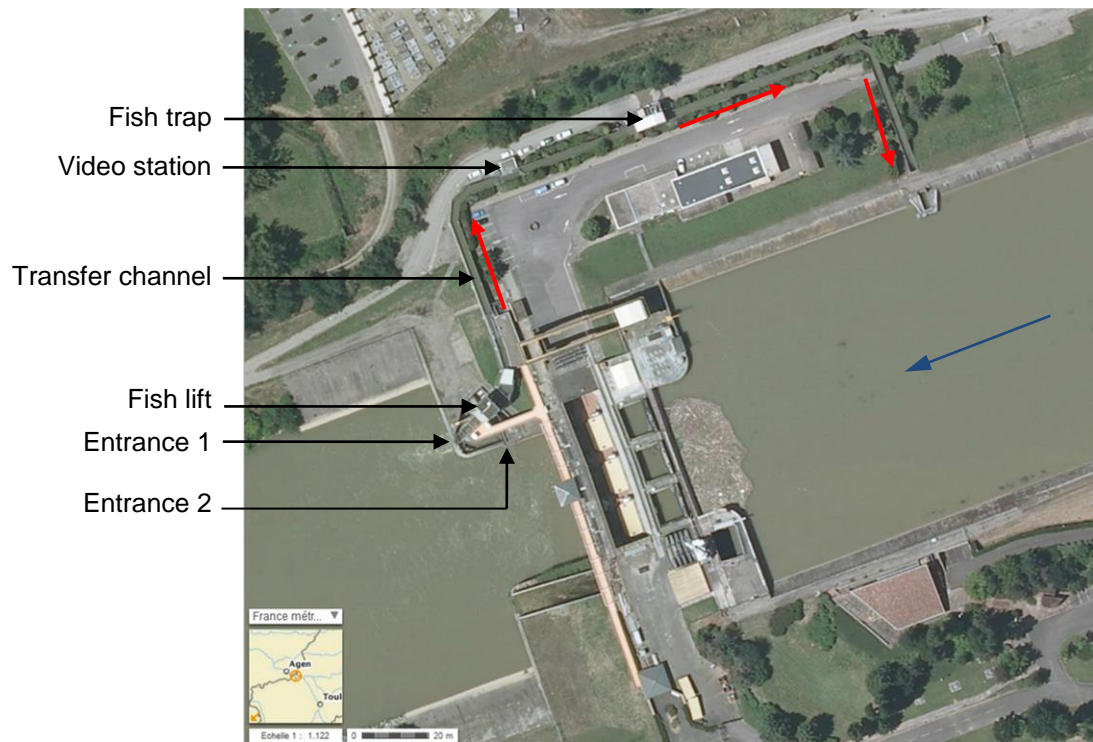 Fish trap
Video station
Transfer channel
Fish lift
Entrance 1
Entrance 2
France métr...
Agen
Toul
Echelle 1 : 1.122 0 20 m